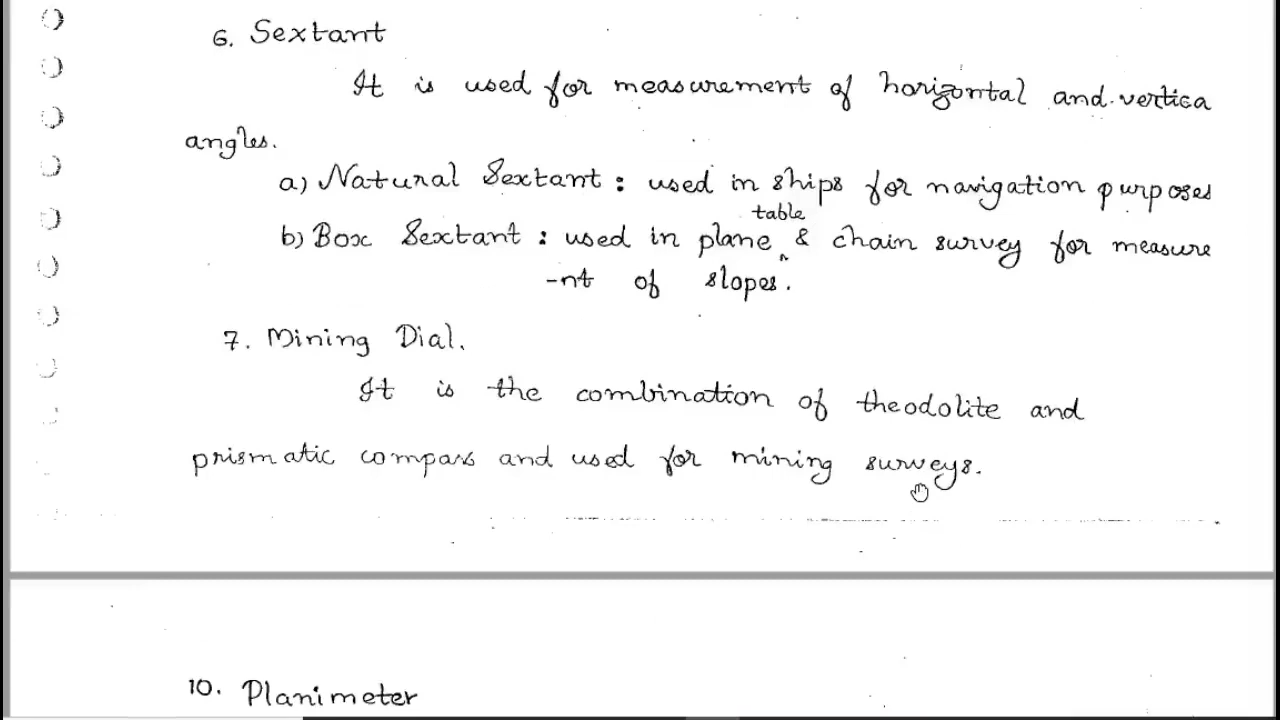 6. Sextant
It is used for measurement of horizontal and vertica
angles.
a) Natural Sextant : used in ships for navigation purposes
table
b) Box Sextant : used in plane & chain survey for measure
-nt of slopes.
7. Mining Dial.
It is the combination of theodolite and
prismatic compass and used for mining surveys.
10. Planimeter